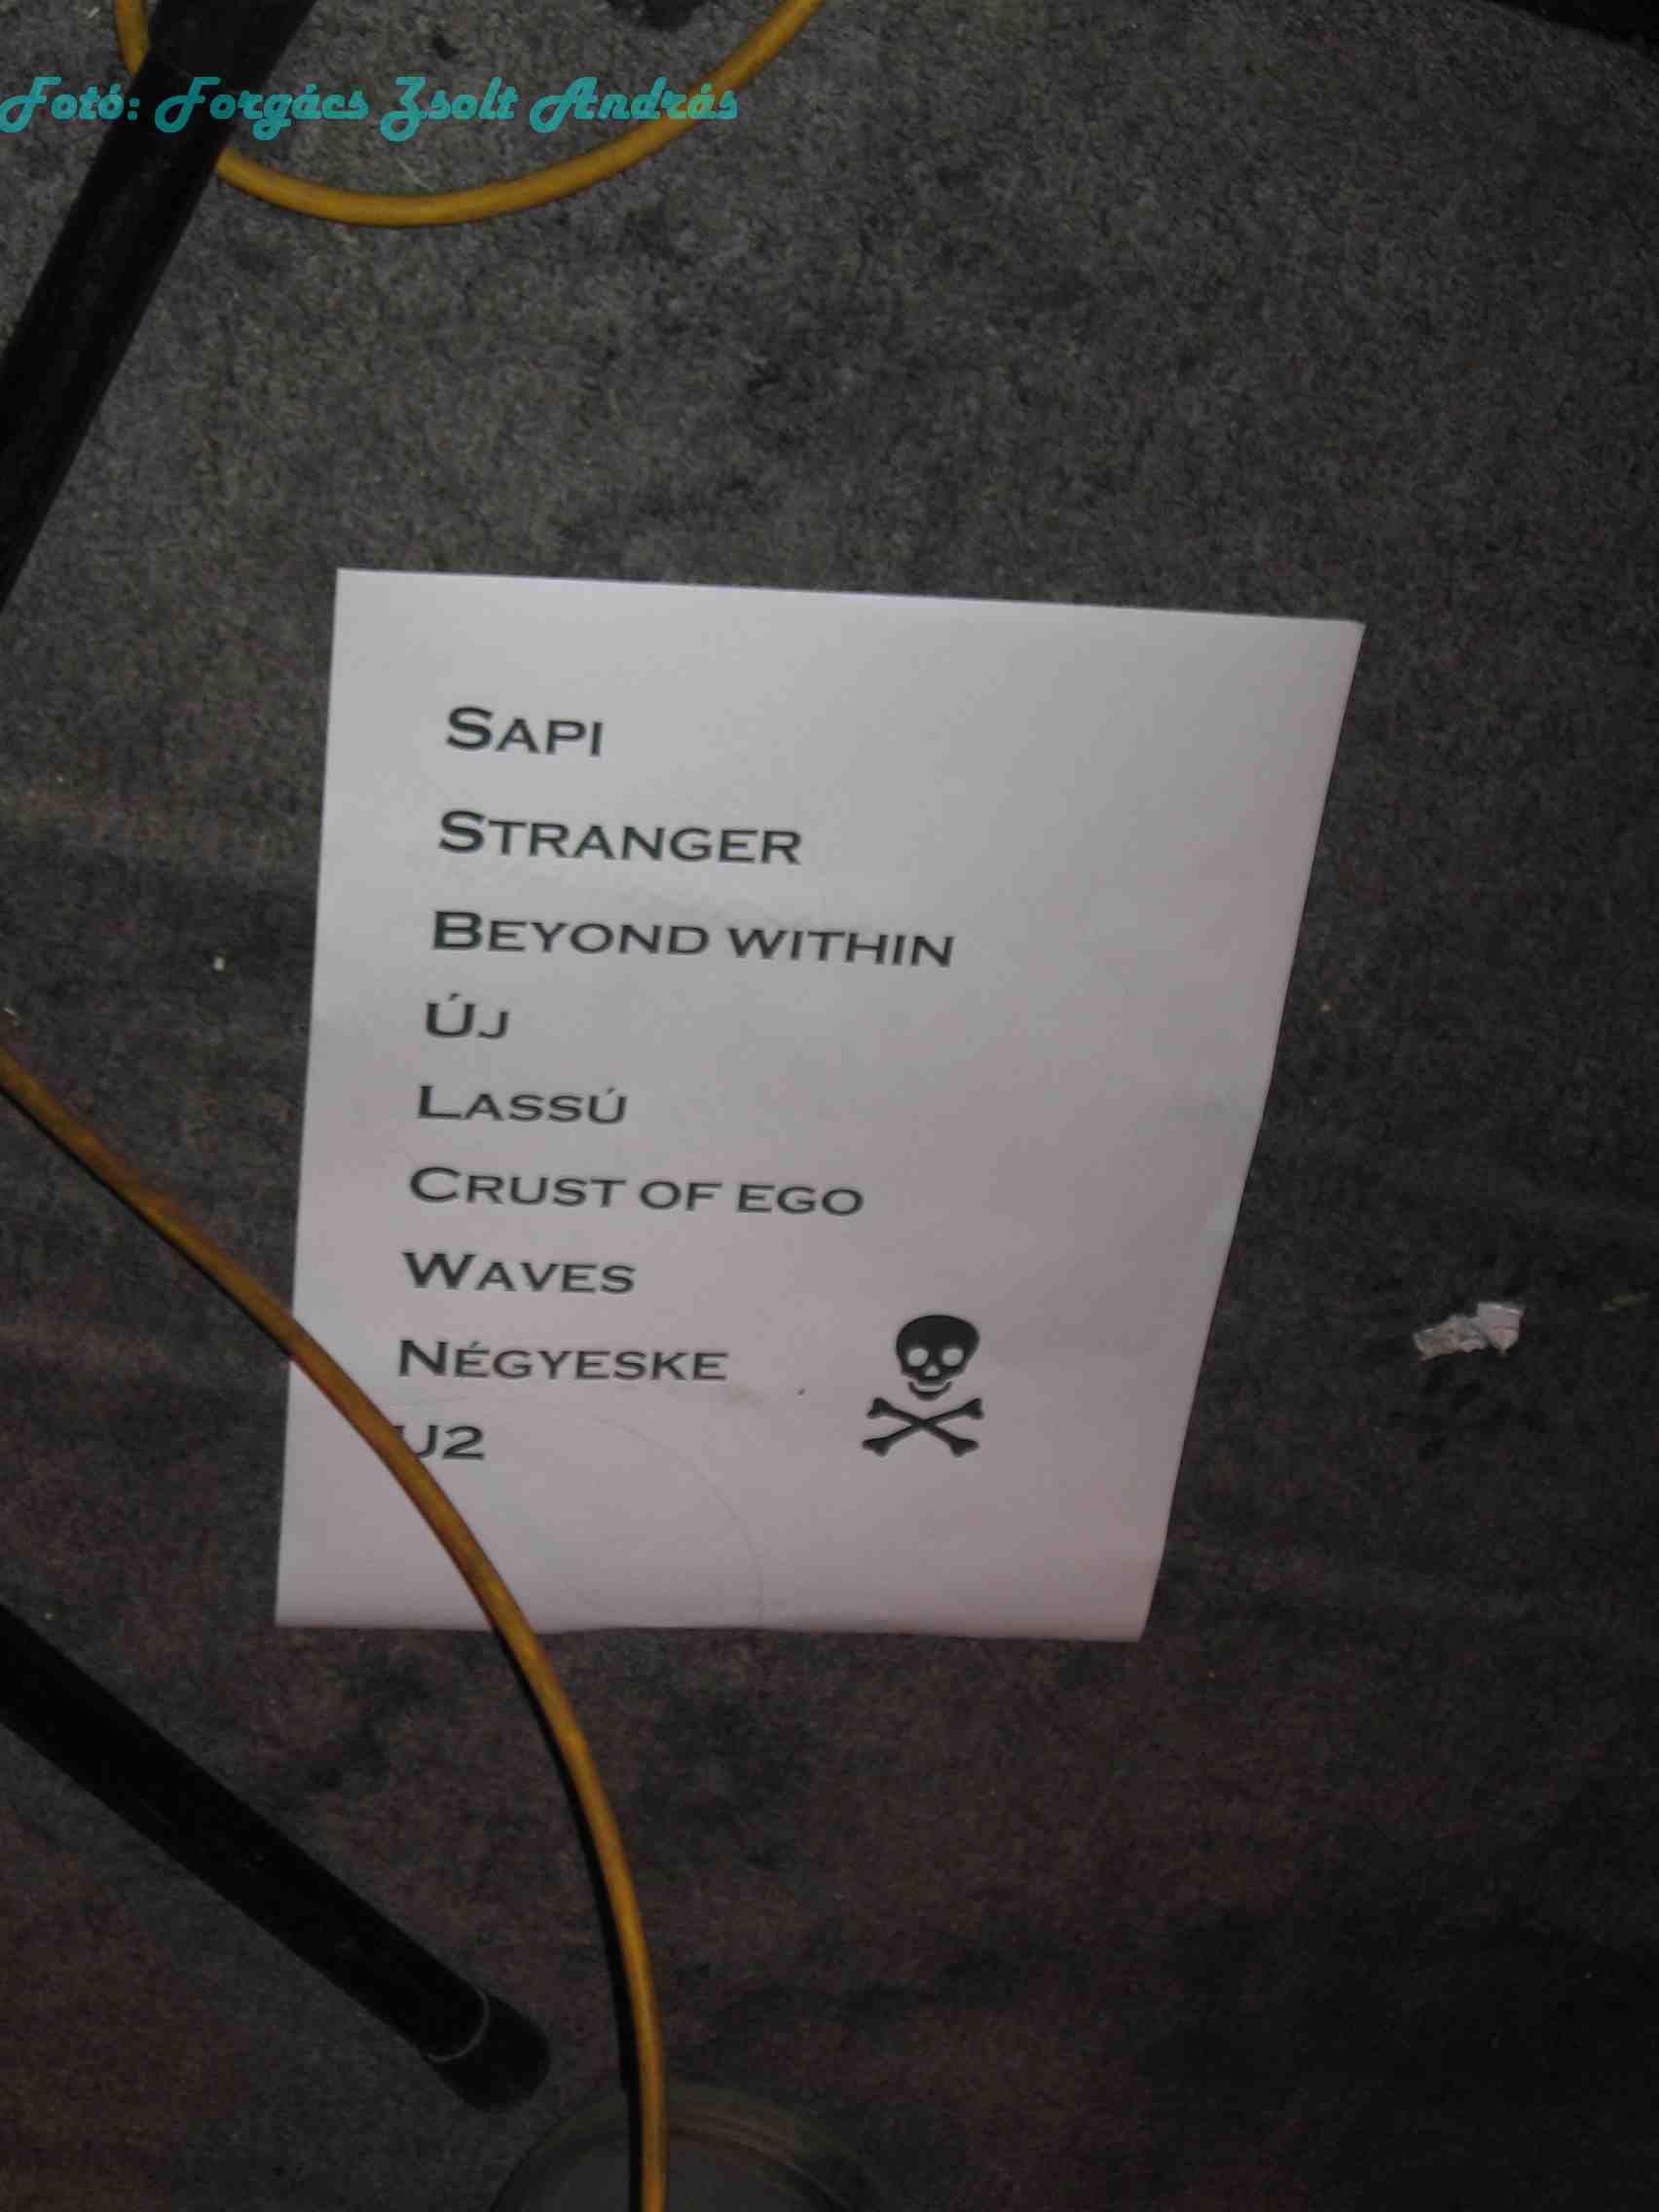 Fotó: Forgács Zsolt András
Sapi
Stranger
Beyond within
Új
Lassú
Crust of ego
Waves
Négyeske
U2